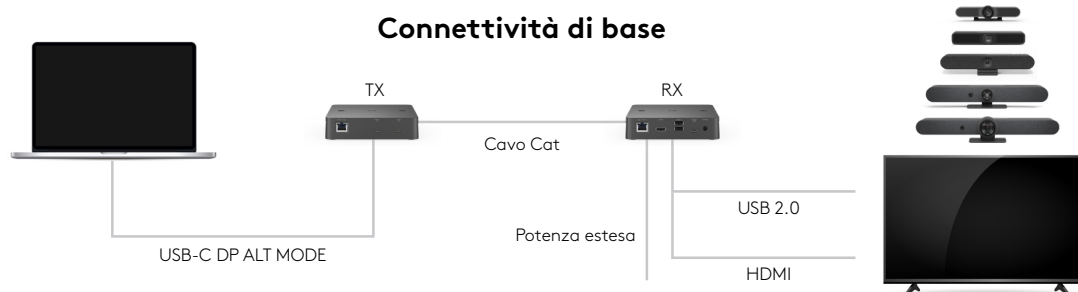 Connettività di base
TX
RX
Cavo Cat
USB 2.0
Potenza estesa
USB-C DP ALT MODE
HDMI